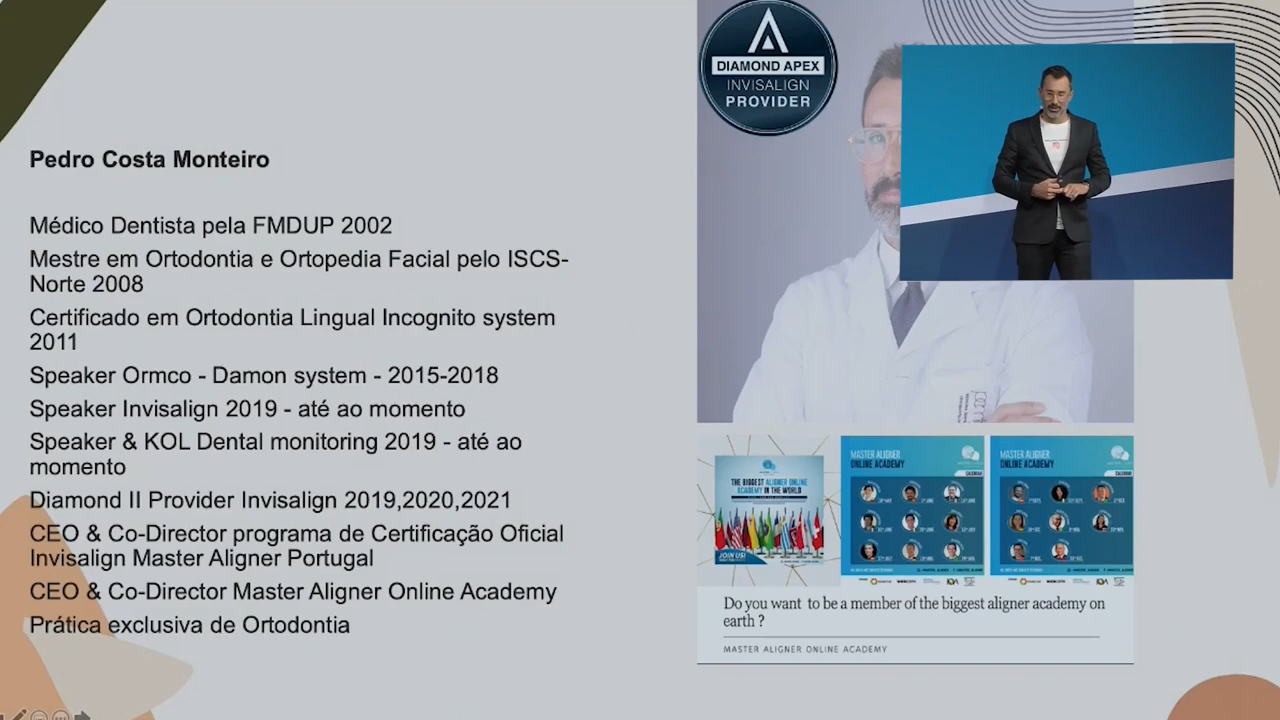 Pedro Costa Monteiro
Médico Dentista pela FMDUP 2002
Mestre em Ortodontia e Ortopedia Facial pelo ISCS-
Norte 2008
Certificado em Ortodontia Lingual Incognito system
2011
Speaker Ormco - Damon system - 2015-2018
Speaker Invisalign 2019 - até ao momento
Speaker & KOL Dental monitoring 2019 - até ao
momento
Diamond II Provider Invisalign 2019,2020,2021
CEO & Co-Director programa de Certificação Oficial
Invisalign Master Aligner Portugal
CEO & Co-Director Master Aligner Online Academy
Prática exclusiva de Ortodontia
DIAMOND APEX
INVISALIGN
PROVIDER
THE BIGGEST ALIGNER ONLINE
ACADEMY IN THE WORLD
JOIN US!
MASTER ALIGNER
ONLINE ACADEMY
CALENDAR
MASTER ALIGNER
ONLINE ACADEMY
CALENDAR
Do you want to be a member of the biggest aligner academy on
earth ?
MASTER ALIGNER ONLINE ACADEMY